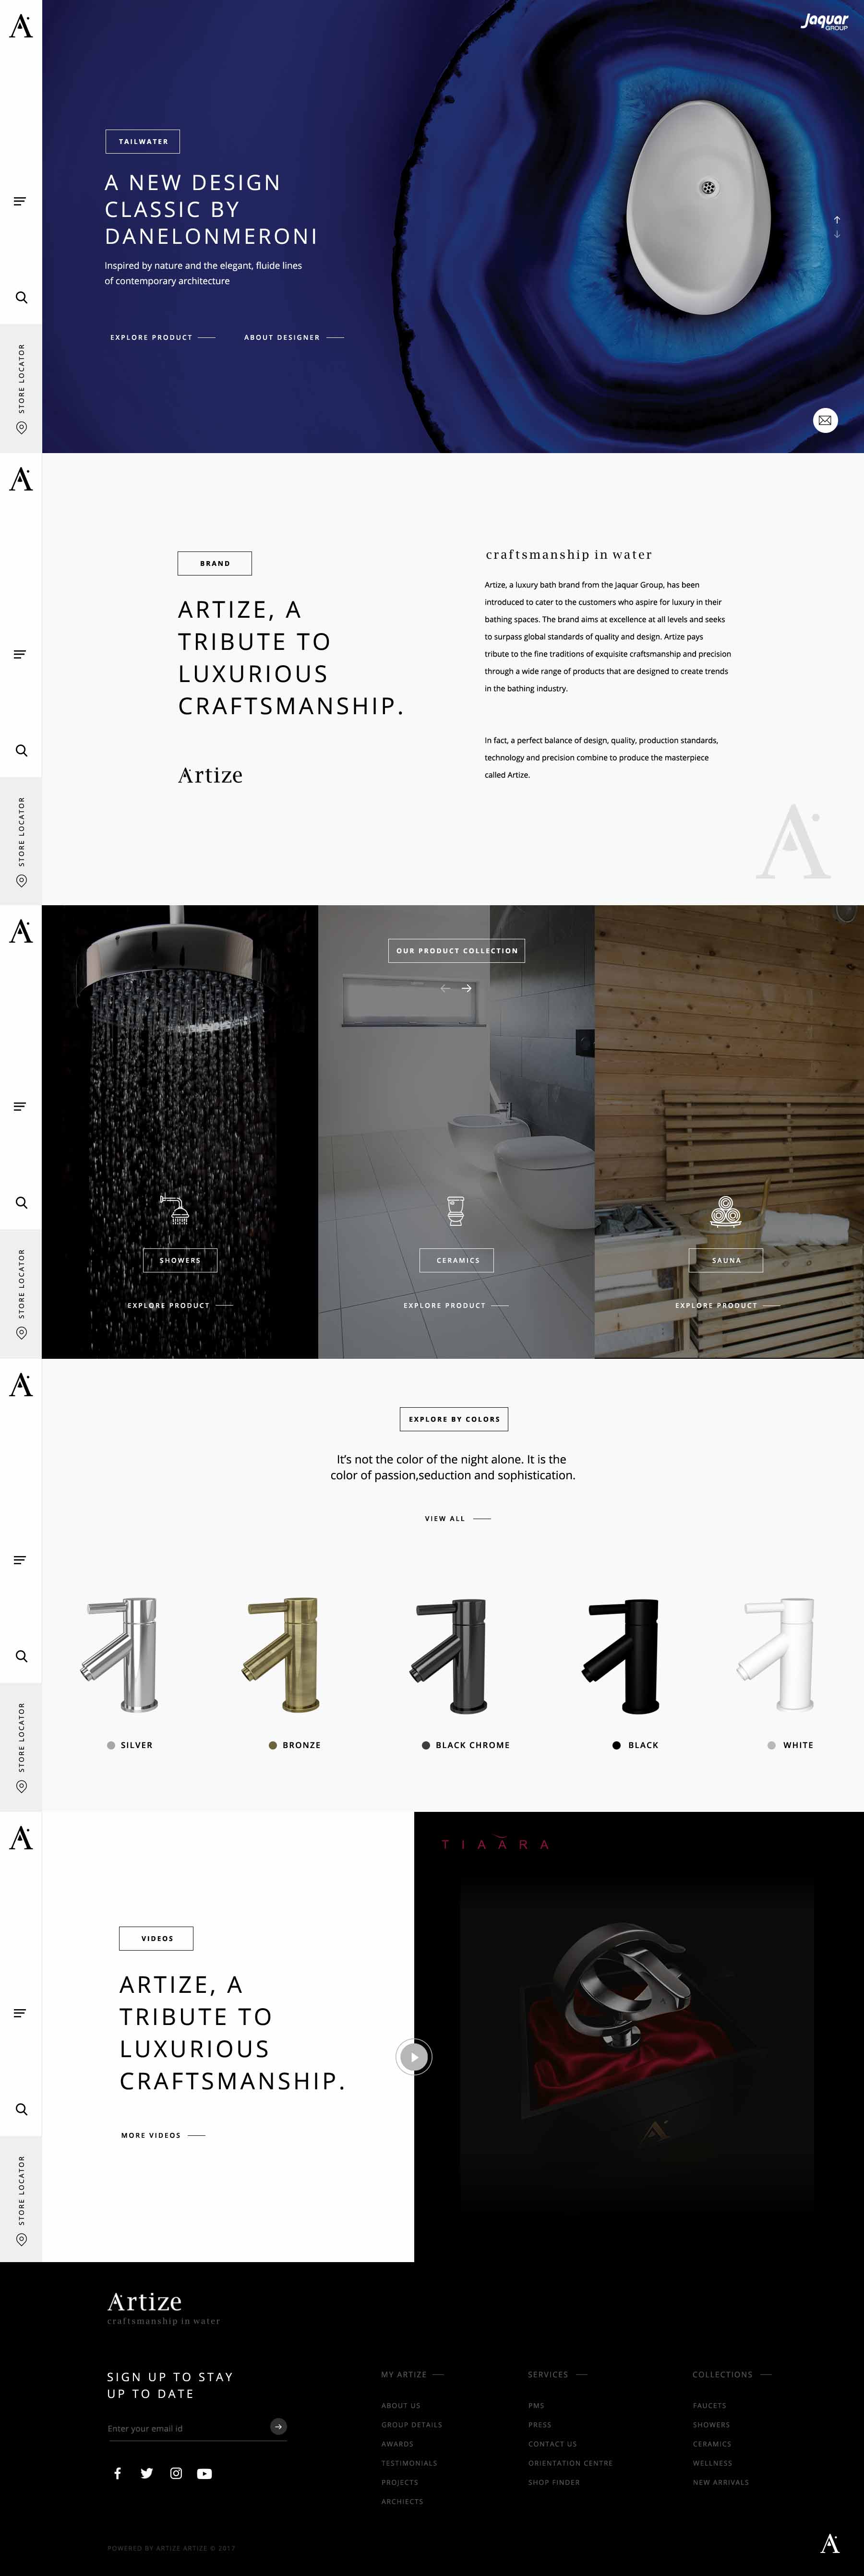 A
Jaquar
GROUP
TAILWATER
A NEW DESIGN
CLASSIC BY
DANELONMERONI
Inspired by nature and the elegant, fluide lines
of contemporary architecture
EXPLORE PRODUCT
ABOUT DESIGNER
STORE LOCATOR
A
BRAND
ARTIZE, A
TRIBUTE TO
LUXURIOUS
CRAFTSMANSHIP.
Artize
craftsmanship in water
Artize, a luxury bath brand from the Jaquar Group, has been
introduced to cater to the customers who aspire for luxury in their
bathing spaces. The brand aims at excellence at all levels and seeks
to surpass global standards of quality and design. Artize pays
tribute to the fine traditions of exquisite craftsmanship and precision
through a wide range of products that are designed to create trends
in the bathing industry.
In fact, a perfect balance of design, quality, production standards,
technology and precision combine to produce the masterpiece
called Artize.
A
STORE LOCATOR
A
OUR PRODUCT COLLECTION
SHOWERS
EXPLORE PRODUCT
CERAMICS
EXPLORE PRODUCT
SAUNA
EXPLORE PRODUCT
STORE LOCATOR
A
EXPLORE BY COLORS
It's not the color of the night alone. It is the
color of passion,seduction and sophistication.
VIEW ALL
SILVER
BRONZE
BLACK CHROME
BLACK
WHITE
STORE LOCATOR
A
TIAARA
VIDEOS
ARTIZE, A
TRIBUTE TO
LUXURIOUS
CRAFTSMANSHIP.
MORE VIDEOS
A
STORE LOCATOR
Artize
craftsmanship in water
SIGN UP TO STAY
UP TO DATE
Enter your email id
MY ARTIZE
ABOUT US
GROUP DETAILS
AWARDS
TESTIMONIALS
PROJECTS
ARCHIECTS
SERVICES
PMS
PRESS
CONTACT US
ORIENTATION CENTRE
SHOP FINDER
COLLECTIONS
FAUCETS
SHOWERS
CERAMICS
WELLNESS
NEW ARRIVALS
POWERED BY ARTIZE ARTIZE © 2017
A